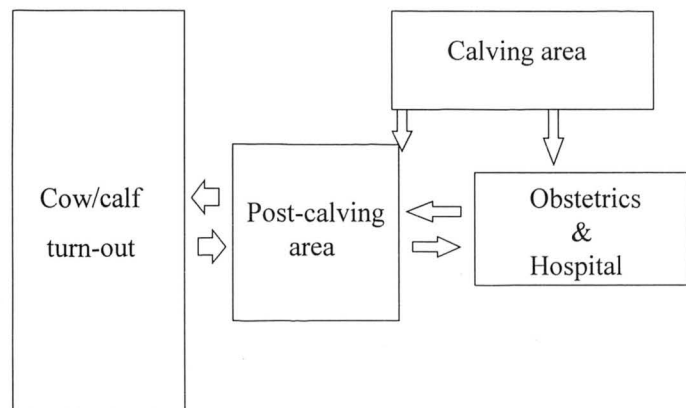 Calving area
Cow/calf
turn-out
Post-calving
area
Obstetrics
&
Hospital